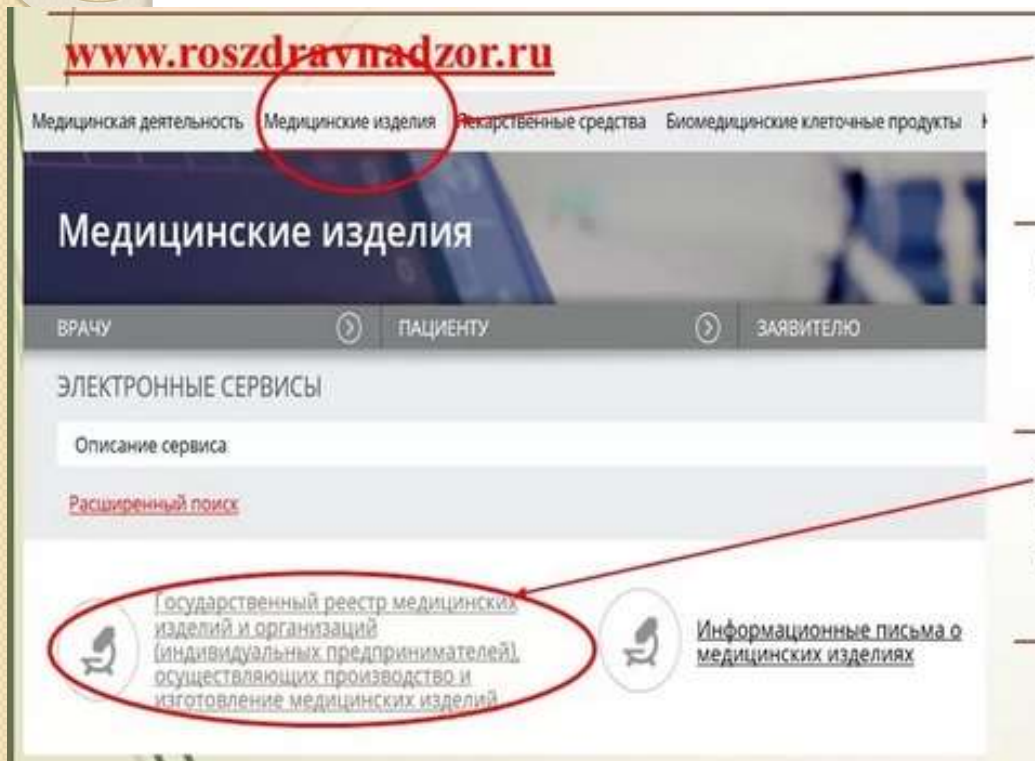 www.roszdravnadzor.ru
Медицинская деятельность Медицинские изделия Лекарственные средства Биомедицинские клеточные продукты
Медицинские изделия
ВРАЧУ ПАЦИЕНТУ ЗАЯВИТЕЛЮ
ЭЛЕКТРОННЫЕ СЕРВИСЫ
Описание сервиса
Расширенный поиск
Государственный реестр медицинских
изделий и организаций
(индивидуальных предпринимателей),
осуществляющих производство и
изготовление медицинских изделий
Информационные письма о
медицинских изделиях